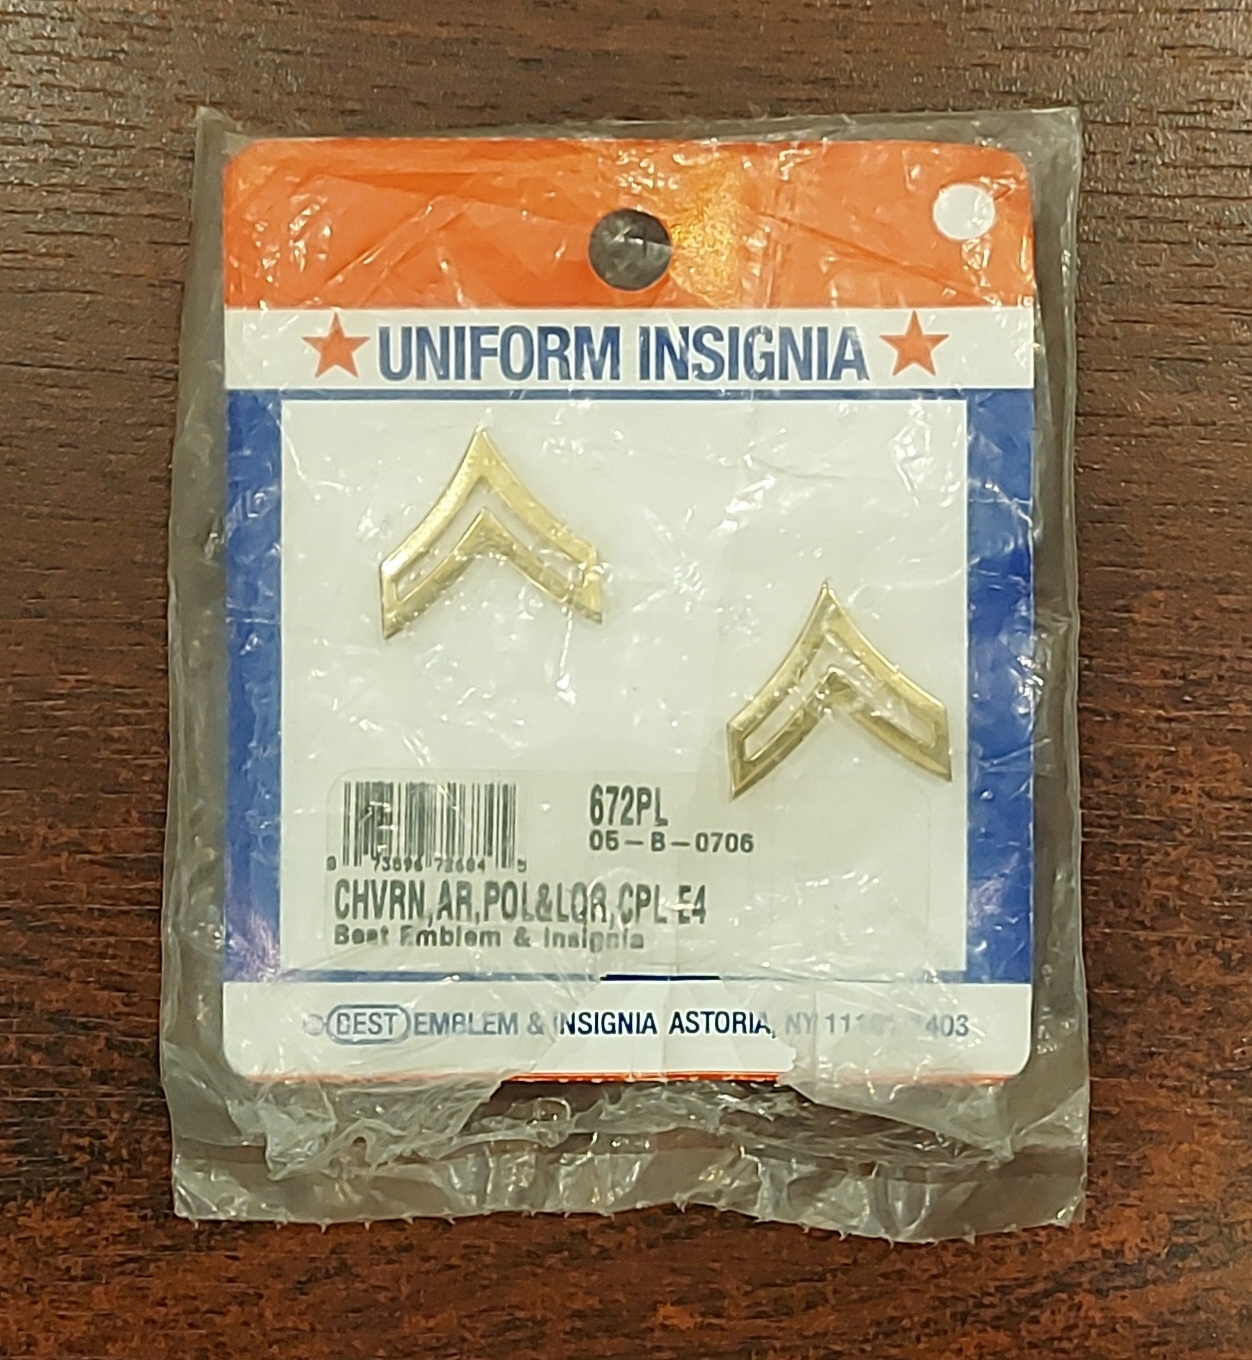 UNIFORM INSIGNIA
672PL
05-B-0706
CHVRN,AR,POL&LQR,CPL E4
Best Emblem & Insignia
BEST EMBLEM & INSIGNIA ASTORIA, NY 403